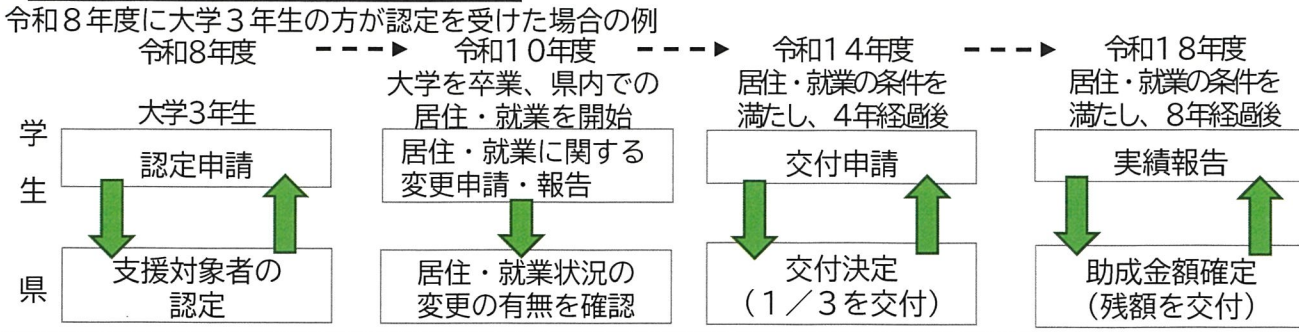 令和８年度に大学３年生の方が認定を受けた場合の例
令和8年度
令和１０年度
令和１４年度
令和１８年度
大学を卒業、県内での
居住・就業を開始
居住・就業の条件を
満たし、４年経過後
居住・就業の条件を
満たし、８年経過後
大学3年生
学生
認定申請
居住・就業に関する
変更申請・報告
交付申請
実績報告
県
支援対象者の
認定
居住・就業状況の
変更の有無を確認
交付決定
（１／３を交付）
助成金額確定
（残額を交付）